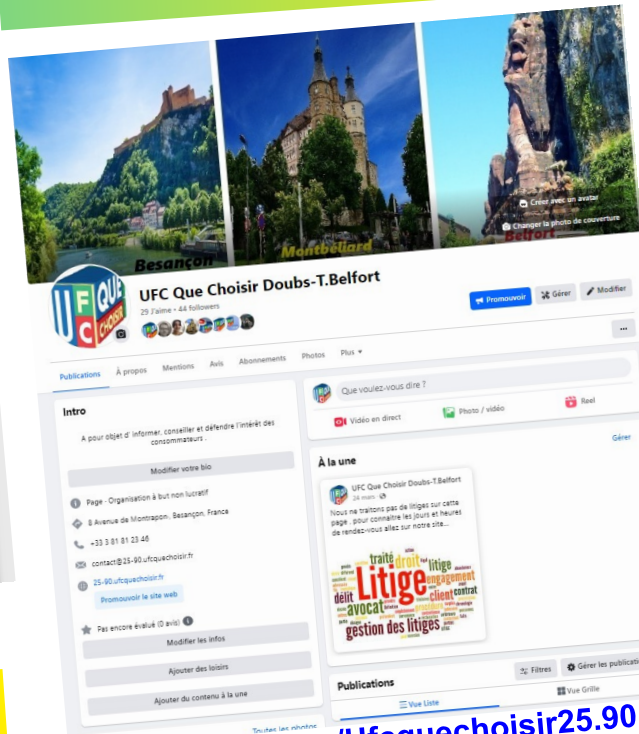 Besançon
Montbéliard
Belfort
Créer avec un avatar
Changer la photo de couverture
UFC QUE CHOISIR
UFC Que Choisir Doubs-T.Belfort
29 J'aime • 44 followers
Promouvoir
Gérer
Modifier
Publications
À propos
Mentions
Avis
Abonnements
Photos
Plus
Intro
A pour objet d' informer, conseiller et défendre l'intérêt des
consommateurs .
Modifier votre bio
Page · Organisation à but non lucratif
8 Avenue de Montrapon, Besançon, France
+33 3 81 81 23 46
contact@25-90.ufcquechoisir.fr
25-90.ufcquechoisir.fr
Promouvoir le site web
Pas encore évalué (0 avis)
Modifier les infos
Ajouter des loisirs
Ajouter du contenu à la une
Toutes les photos
Que voulez-vous dire ?
Vidéo en direct
Photo / vidéo
Reel
À la une
Gérer
UFC Que Choisir Doubs-T.Belfort
24 mars
Nous ne traitons pas de litiges sur cette
page , pour connaitre les jours et heures
de rendez-vous allez sur notre site...
traité droit litige
Litige engagement
délit client contrat
avocat
gestion des litiges
Publications
Filtres
Gérer les publicati
Vue Liste
Vue Grille
/Ufcquechoisir25.90